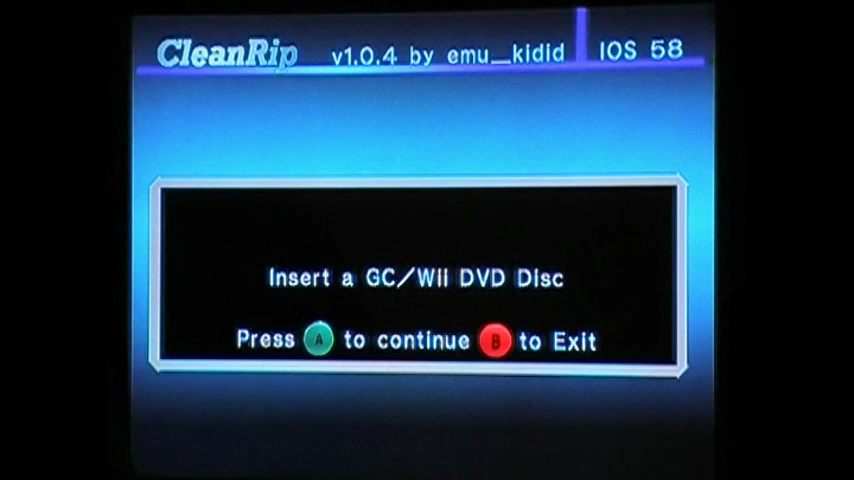 CleanRip v1.0.4 by emu_kidid IOS 58
Insert a GC/Wii DVD Disc
Press A to continue B to Exit